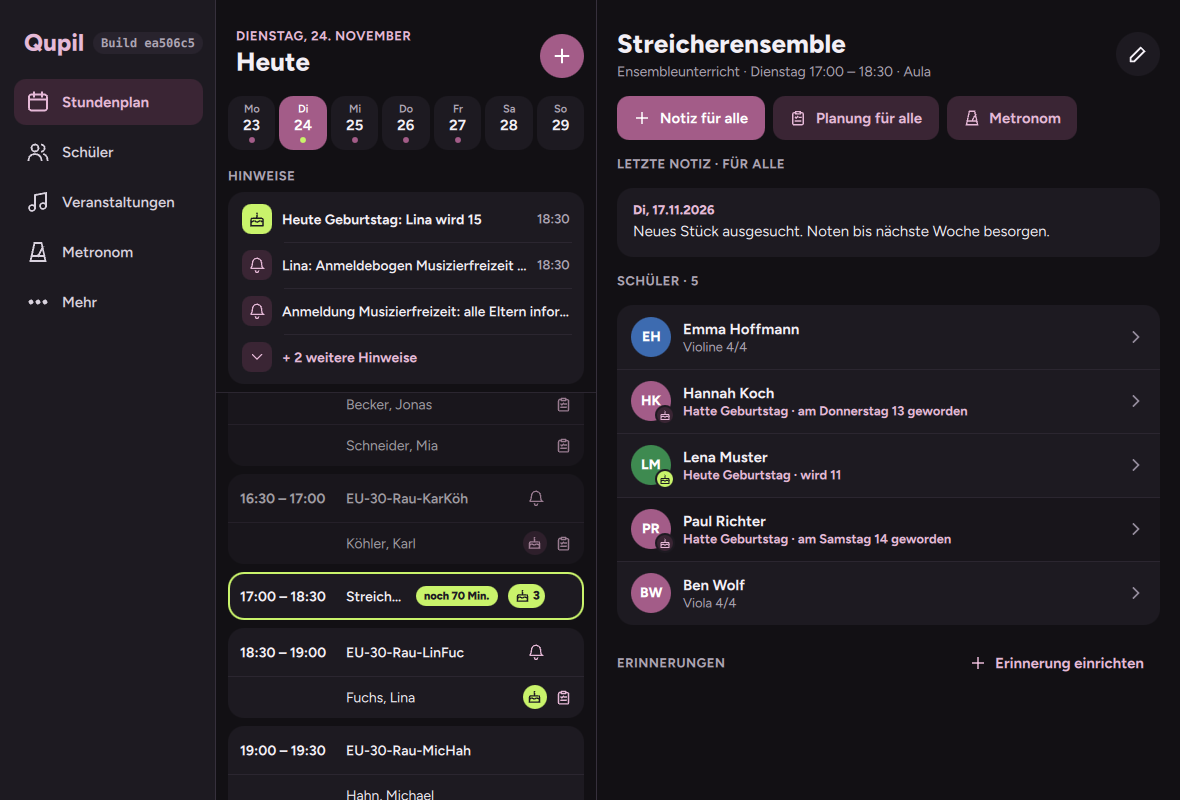 Qupil
Build ea506c5
Stundenplan
Schüler
Veranstaltungen
Metronom
Mehr
DIENSTAG, 24. NOVEMBER
Heute
Mo Di Mi Do Fr Sa So
23 24 25 26 27 28 29
HINWEISE
Heute Geburtstag: Lina wird 15 18:30
Lina: Anmeldebogen Musizierfreizeit ... 18:30
Anmeldung Musizierfreizeit: alle Eltern infor...
+ 2 weitere Hinweise
Becker, Jonas
Schneider, Mia
16:30 – 17:00 EU-30-Rau-KarKöh
Köhler, Karl
17:00 – 18:30 Streich... noch 70 Min. 3
18:30 – 19:00 EU-30-Rau-LinFuc
Fuchs, Lina
19:00 – 19:30 EU-30-Rau-MicHah
Hahn, Michael
Streicherensemble
Ensembleunterricht · Dienstag 17:00 – 18:30 · Aula
Notiz für alle
Planung für alle
Metronom
LETZTE NOTIZ · FÜR ALLE
Di, 17.11.2026
Neues Stück ausgesucht. Noten bis nächste Woche besorgen.
SCHÜLER · 5
EH Emma Hoffmann
Violine 4/4
HK Hannah Koch
Hatte Geburtstag · am Donnerstag 13 geworden
LM Lena Muster
Heute Geburtstag · wird 11
PR Paul Richter
Hatte Geburtstag · am Samstag 14 geworden
BW Ben Wolf
Viola 4/4
ERINNERUNGEN
Erinnerung einrichten